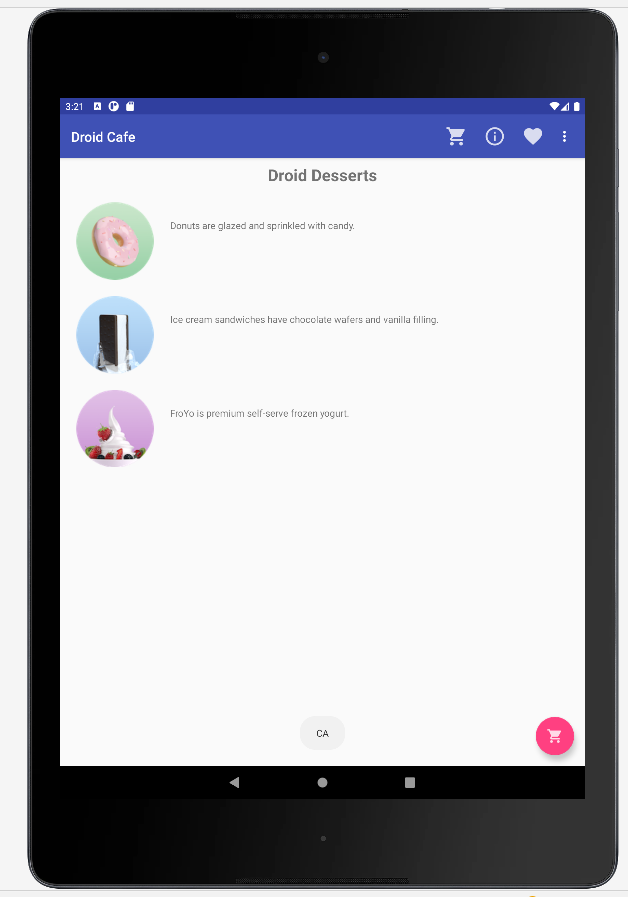 3:21
Droid Cafe
Droid Desserts
Donuts are glazed and sprinkled with candy.
Ice cream sandwiches have chocolate wafers and vanilla filling.
FroYo is premium self-serve frozen yogurt.
CA